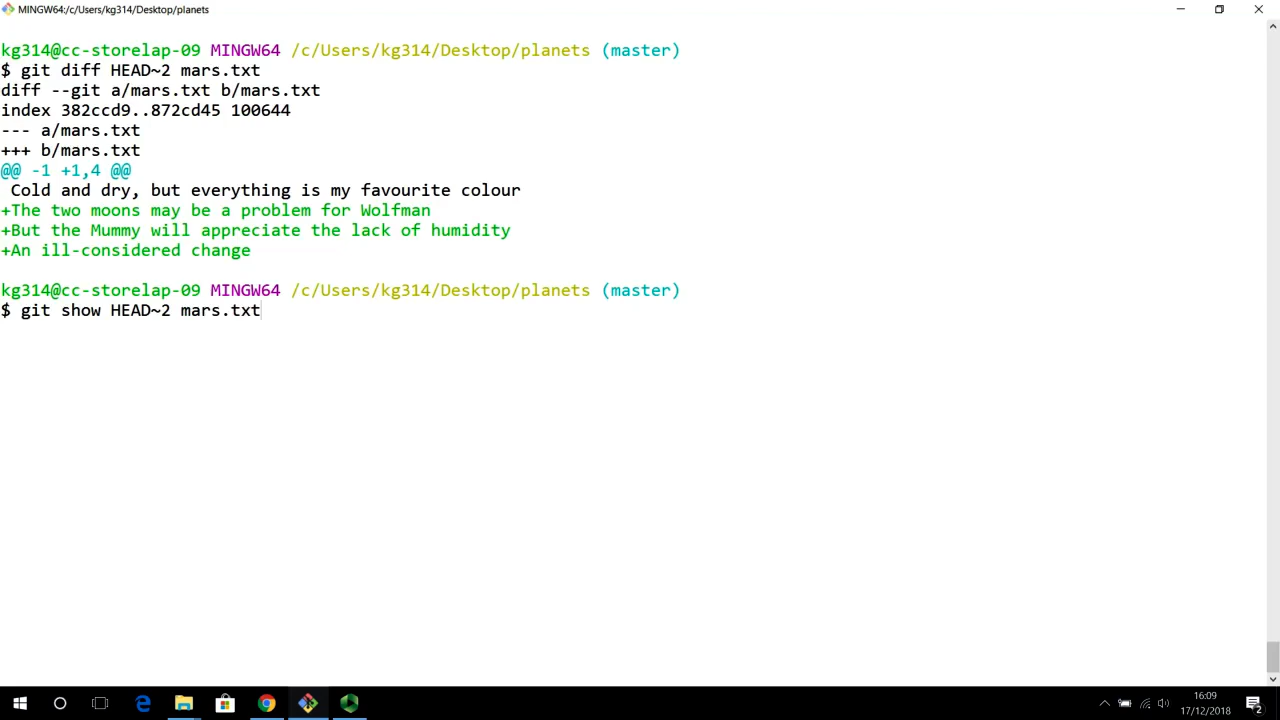 MINGW64:/c/Users/kg314/Desktop/planets
kg314@cc-storelap-09 MINGW64 /c/Users/kg314/Desktop/planets (master)
$ git diff HEAD~2 mars.txt
diff --git a/mars.txt b/mars.txt
index 382ccd9..872cd45 100644
--- a/mars.txt
+++ b/mars.txt
@@ -1 +1,4 @@
 Cold and dry, but everything is my favourite colour
+The two moons may be a problem for Wolfman
+But the Mummy will appreciate the lack of humidity
+An ill-considered change
kg314@cc-storelap-09 MINGW64 /c/Users/kg314/Desktop/planets (master)
$ git show HEAD~2 mars.txt
16:09
17/12/2018
2